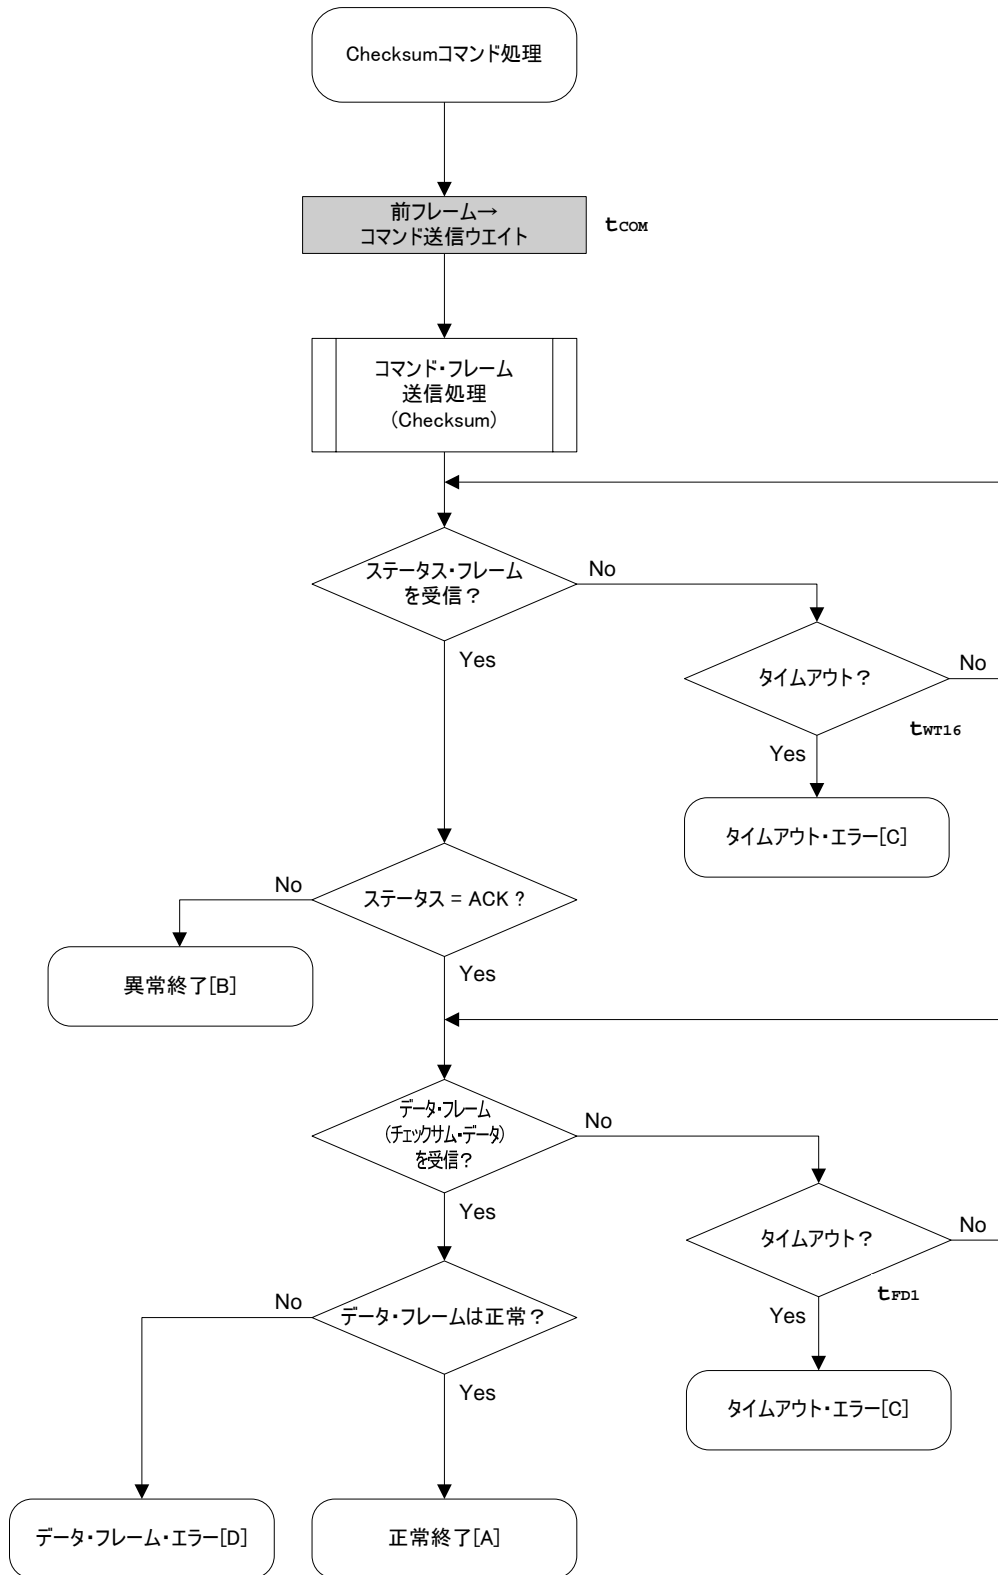 Checksumコマンド処理
前フレーム→
コマンド送信ウエイト
tCOM
コマンド・フレーム
送信処理
(Checksum)
ステータス・フレーム
を受信？
No
Yes
タイムアウト？
No
tWT16
Yes
タイムアウト・エラー[C]
ステータス = ACK？
No
Yes
異常終了[B]
データ・フレーム
(チェックサム・データ)
を受信？
No
Yes
タイムアウト？
No
tFD1
Yes
タイムアウト・エラー[C]
データ・フレームは正常？
No
Yes
データ・フレーム・エラー[D]
正常終了[A]